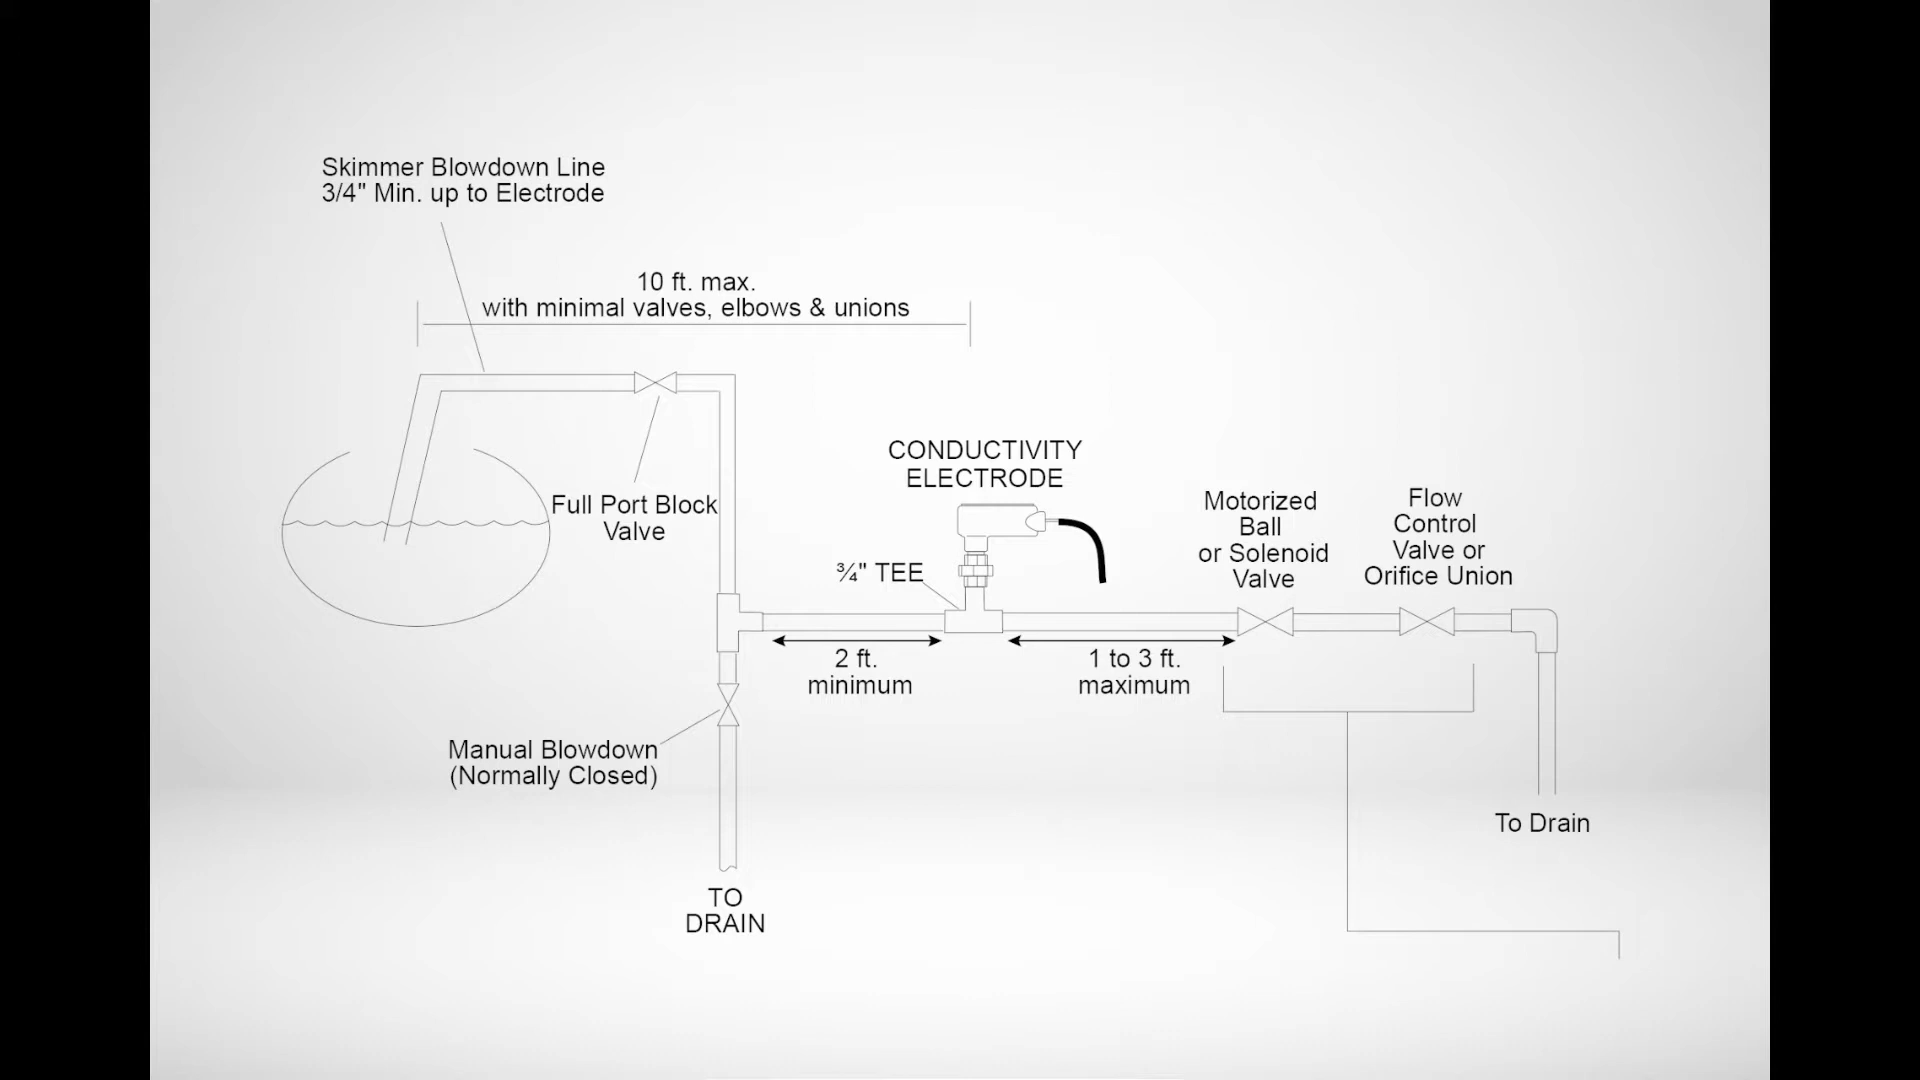 Skimmer Blowdown Line
3/4" Min. up to Electrode
10 ft. max.
with minimal valves, elbows & unions
Full Port Block
Valve
CONDUCTIVITY
ELECTRODE
¾" TEE
Motorized
Ball
or Solenoid
Valve
Flow
Control
Valve or
Orifice Union
2 ft.
minimum
1 to 3 ft.
maximum
Manual Blowdown
(Normally Closed)
To Drain
TO
DRAIN